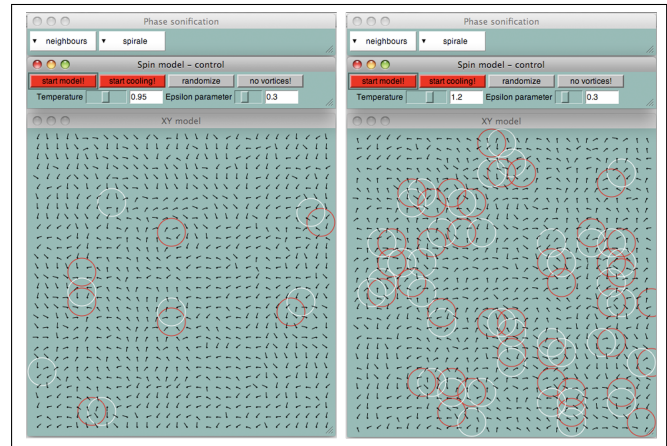 Phase sonification
▾ neighbours ▾ spirale
Spin model – control
start model! start cooling! randomize no vortices!
Temperature 0.95 Epsilon parameter 0.3
XY model
Phase sonification
▾ neighbours ▾ spirale
Spin model – control
start model! start cooling! randomize no vortices!
Temperature 1.2 Epsilon parameter 0.3
XY model